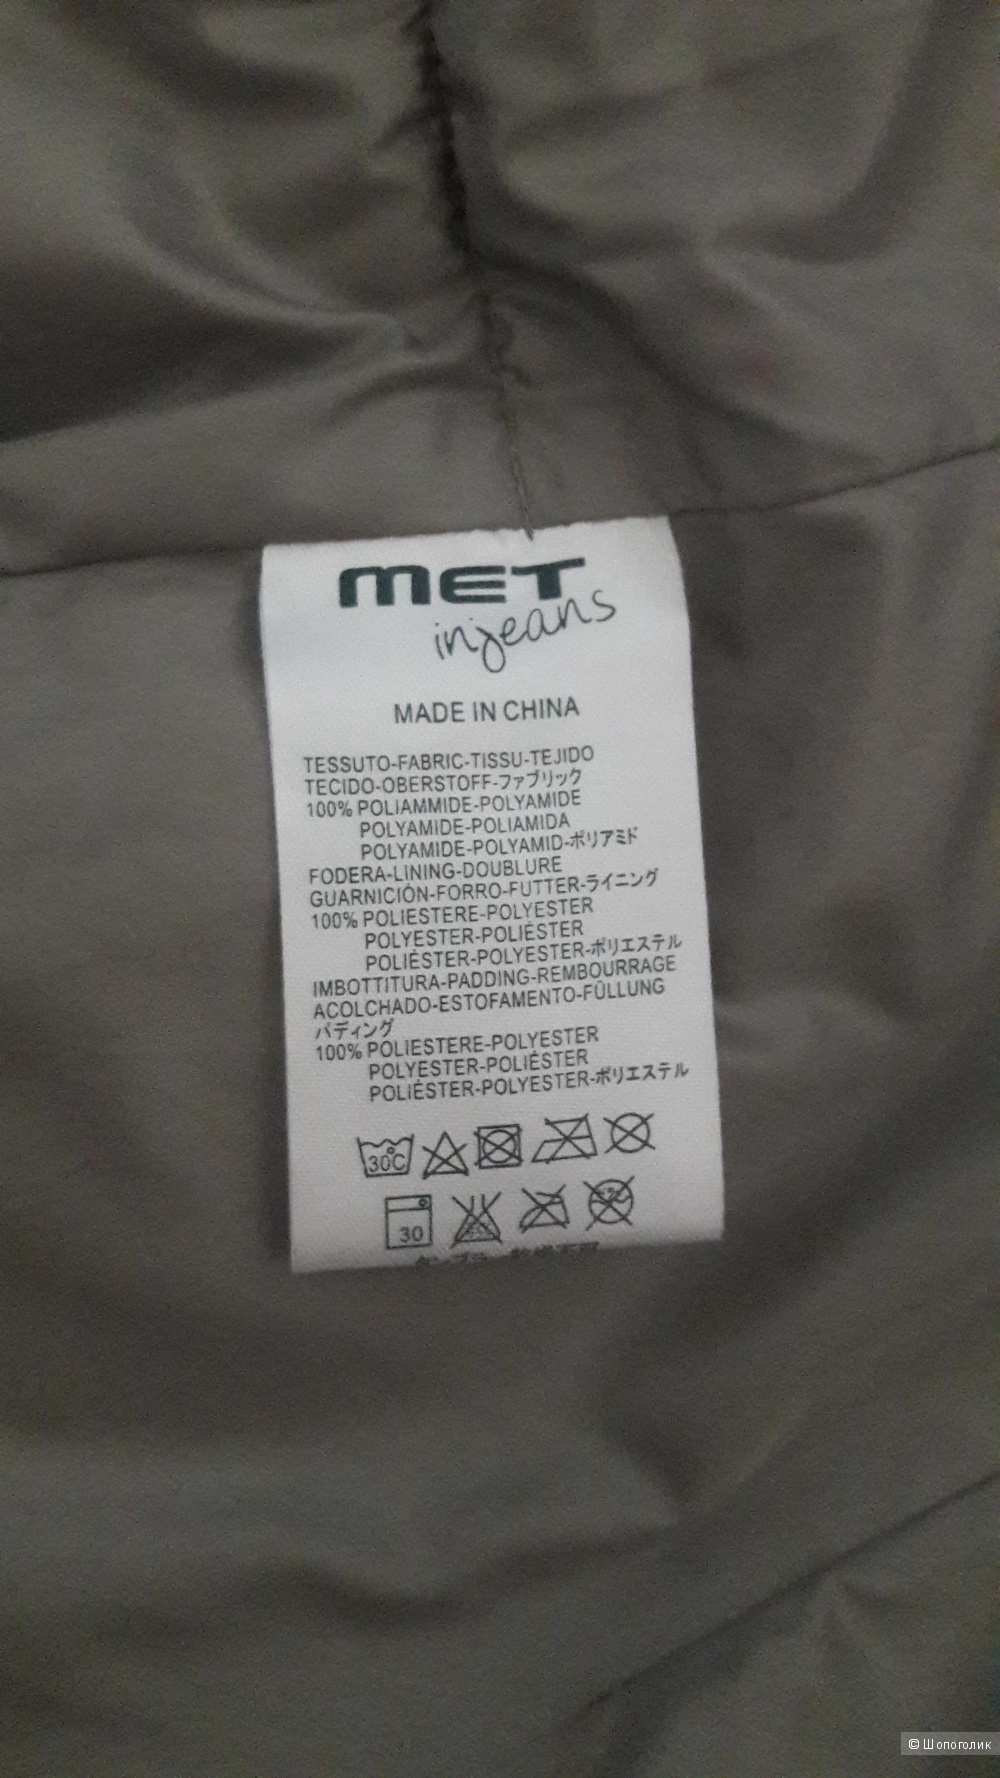 MET
injeans
MADE IN CHINA
TESSUTO-FABRIC-TISSU-TEJIDO
TECIDO-OBERSTOFF-ファブリック
100% POLIAMMIDE-POLYAMIDE
POLYAMIDE-POLIAMIDA
POLYAMIDE-POLYAMID-ポリアミド
FODERA-LINING-DOUBLURE
GUARNICIÓN-FORRO-FUTTER-ライニング
100% POLIESTERE-POLYESTER
POLYESTER-POLIÉSTER
POLIÉSTER-POLYESTER-ポリエステル
IMBOTTITURA-PADDING-REMBOURRAGE
ACOLCHADO-ESTOFAMENTO-FÜLLUNG
パディング
100% POLIESTERE-POLYESTER
POLYESTER-POLIÉSTER
POLIÉSTER-POLYESTER-ポリエステル
30°C
30
© Шопоголик